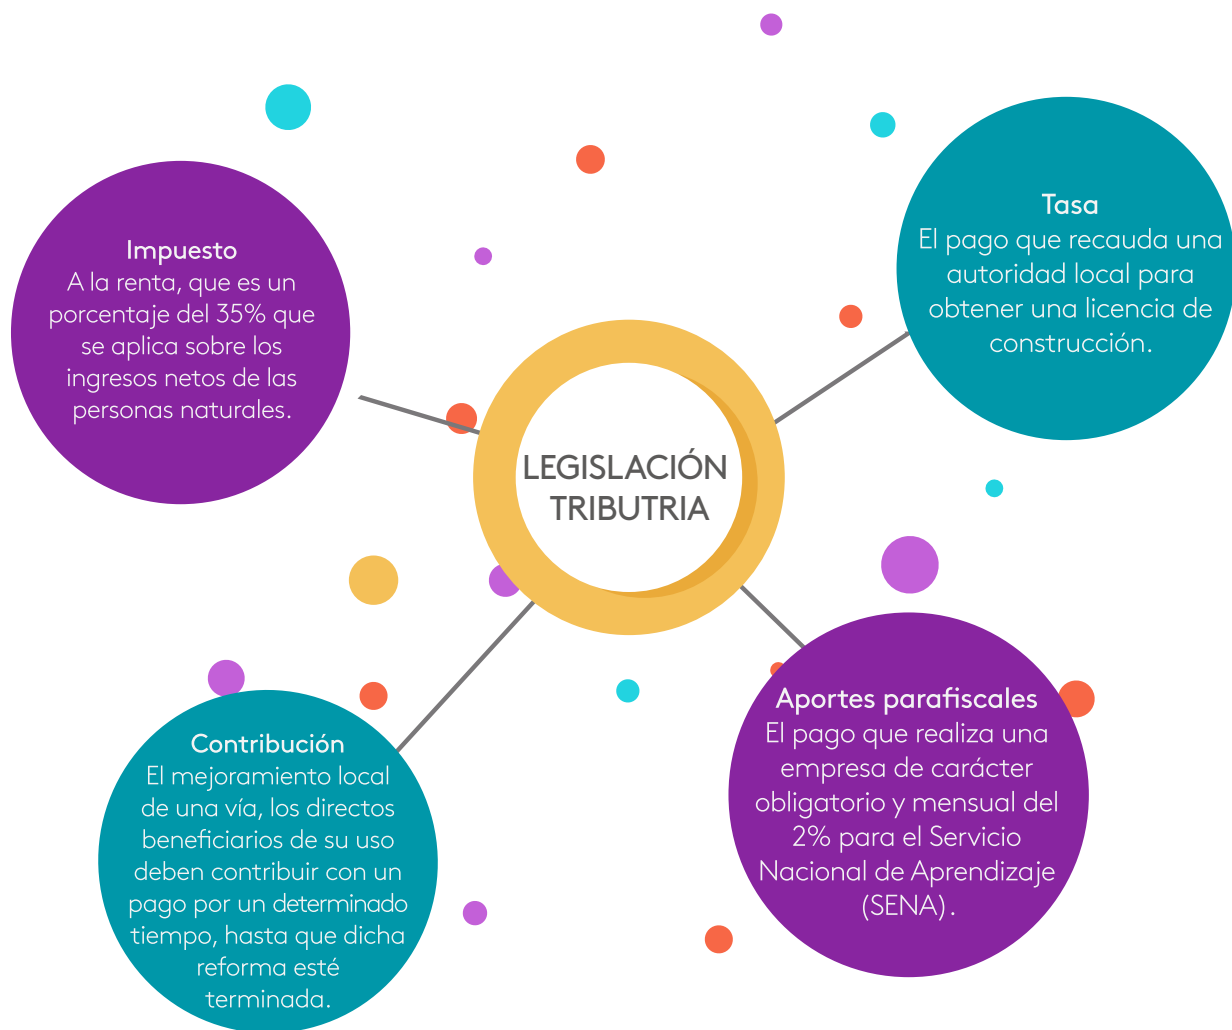 Impuesto
A la renta, que es un
porcentaje del 35% que
se aplica sobre los
ingresos netos de las
personas naturales.
Tasa
El pago que recauda una
autoridad local para
obtener una licencia de
construcción.
LEGISLACIÓN
TRIBUTRIA
Contribución
El mejoramiento local
de una vía, los directos
beneficiarios de su uso
deben contribuir con un
pago por un determinado
tiempo, hasta que dicha
reforma esté
terminada.
Aportes parafiscales
El pago que realiza una
empresa de carácter
obligatorio y mensual del
2% para el Servicio
Nacional de Aprendizaje
(SENA).